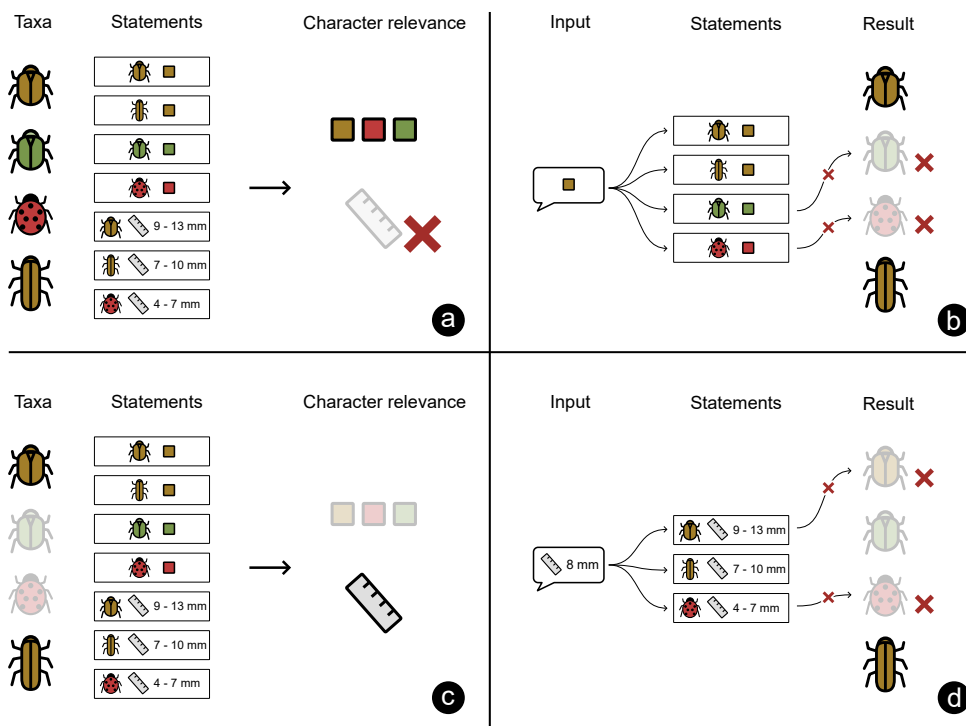 Taxa
Statements
Character relevance
9 - 13 mm
7 - 10 mm
4 - 7 mm
a
Input
Statements
Result
b
Taxa
Statements
Character relevance
9 - 13 mm
7 - 10 mm
4 - 7 mm
c
Input
Statements
Result
8 mm
9 - 13 mm
7 - 10 mm
4 - 7 mm
d